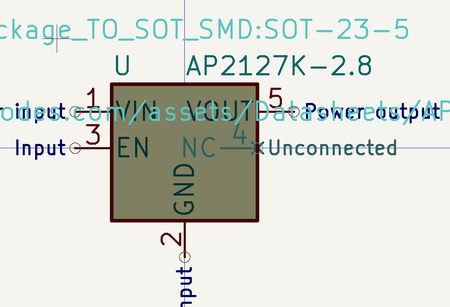 ckage_TO_SOT_SMD:SOT-23-5
U AP2127K-2.8
r input 1 VIN VOUT 5 Power output
odes.com/assets/Datasheets/AP
Input 3 EN NC 4 Unconnected
GND
2
nput